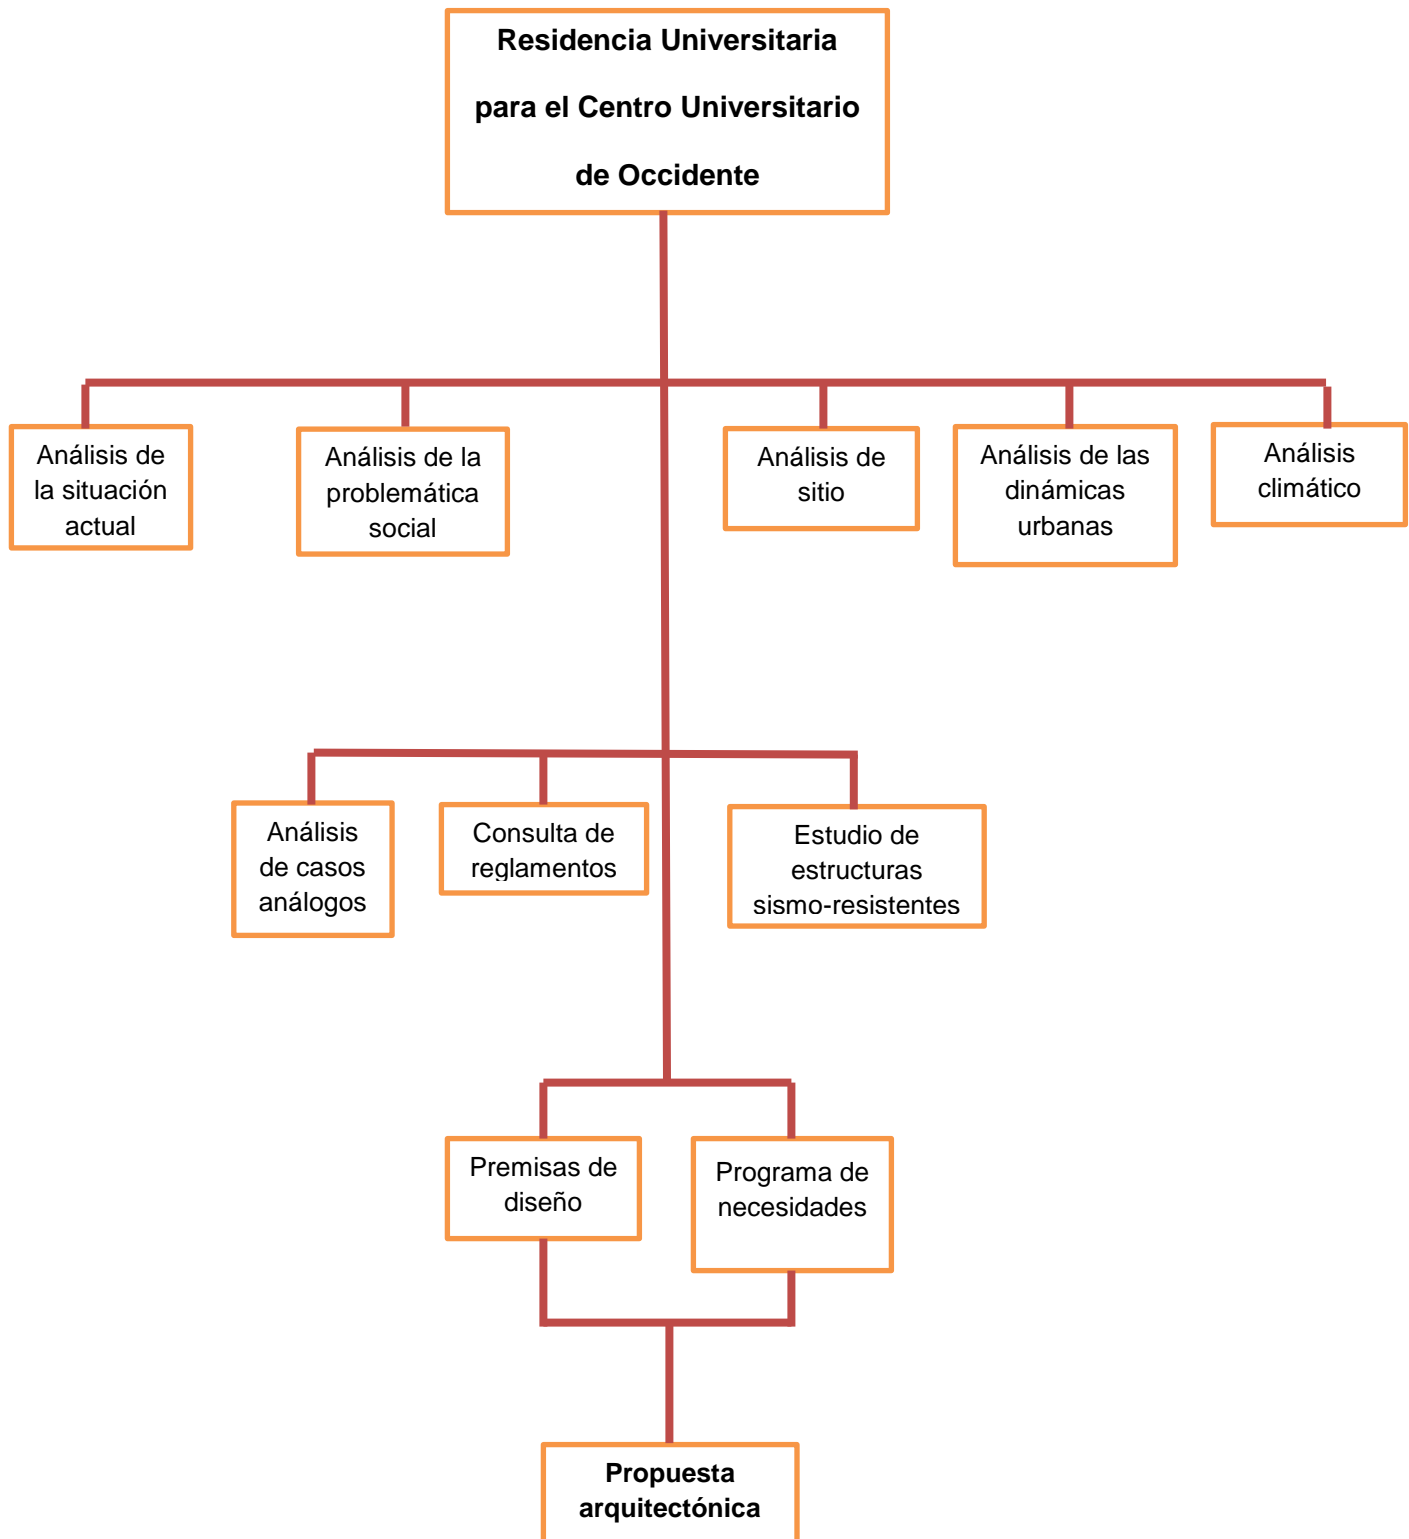 Residencia Universitaria
para el Centro Universitario
de Occidente
Análisis de
la situación
actual
Análisis de la
problemática
social
Análisis de
sitio
Análisis de las
dinámicas
urbanas
Análisis
climático
Análisis
de casos
análogos
Consulta de
reglamentos
Estudio de
estructuras
sismo-resistentes
Premisas de
diseño
Programa de
necesidades
Propuesta
arquitectónica